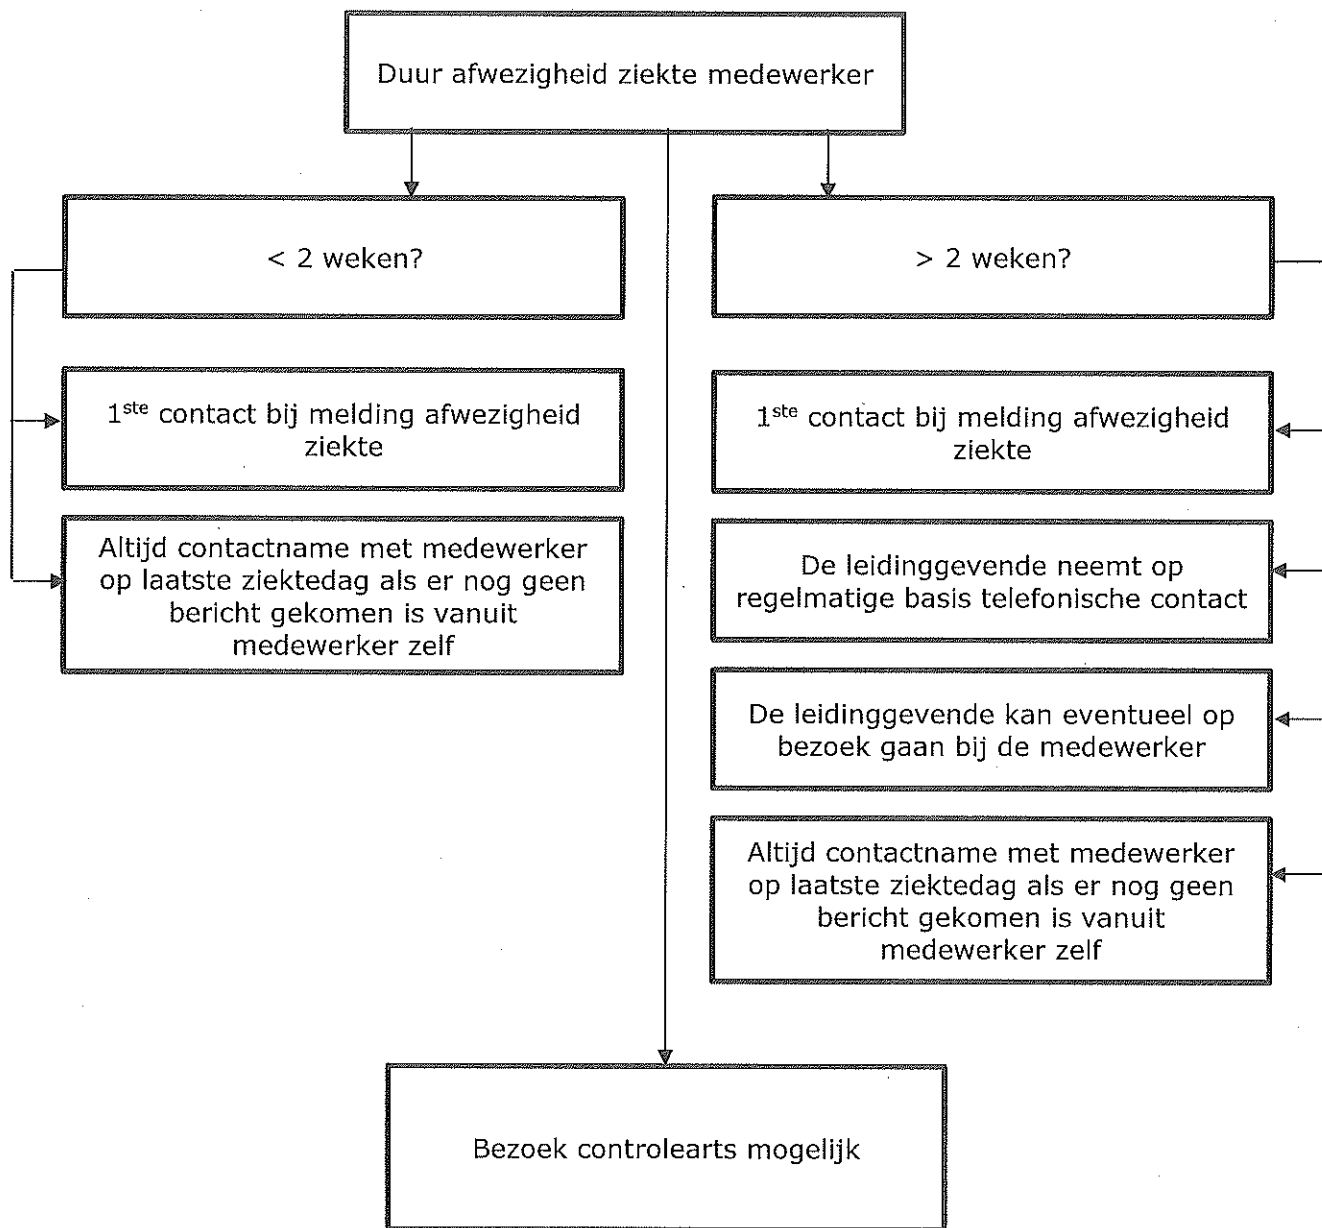 Duur afwezigheid ziekte medewerker
< 2 weken?
1ste contact bij melding afwezigheid
ziekte
Altijd contactname met medewerker
op laatste ziektedag als er nog geen
bericht gekomen is vanuit
medewerker zelf
> 2 weken?
1ste contact bij melding afwezigheid
ziekte
De leidinggevende neemt op
regelmatige basis telefonische contact
De leidinggevende kan eventueel op
bezoek gaan bij de medewerker
Altijd contactname met medewerker
op laatste ziektedag als er nog geen
bericht gekomen is vanuit
medewerker zelf
Bezoek controlearts mogelijk